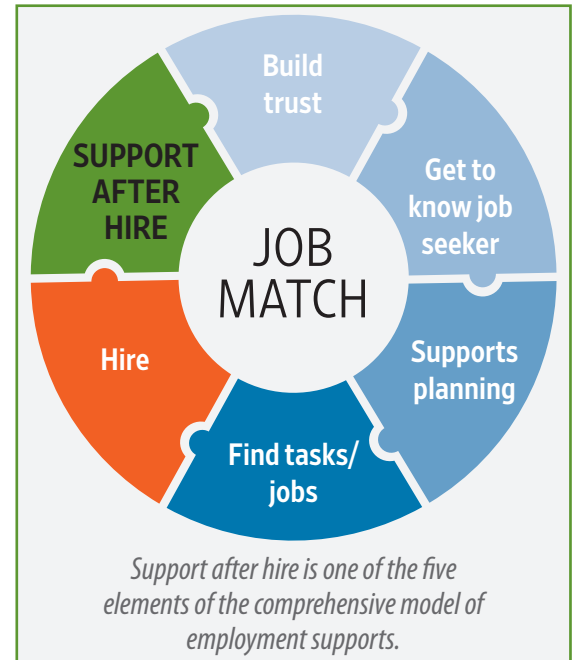 Build
trust
Get to
know job
seeker
Supports
planning
Find tasks/
jobs
Hire
SUPPORT
AFTER
HIRE
JOB
MATCH
Support after hire is one of the five
elements of the comprehensive model of
employment supports.